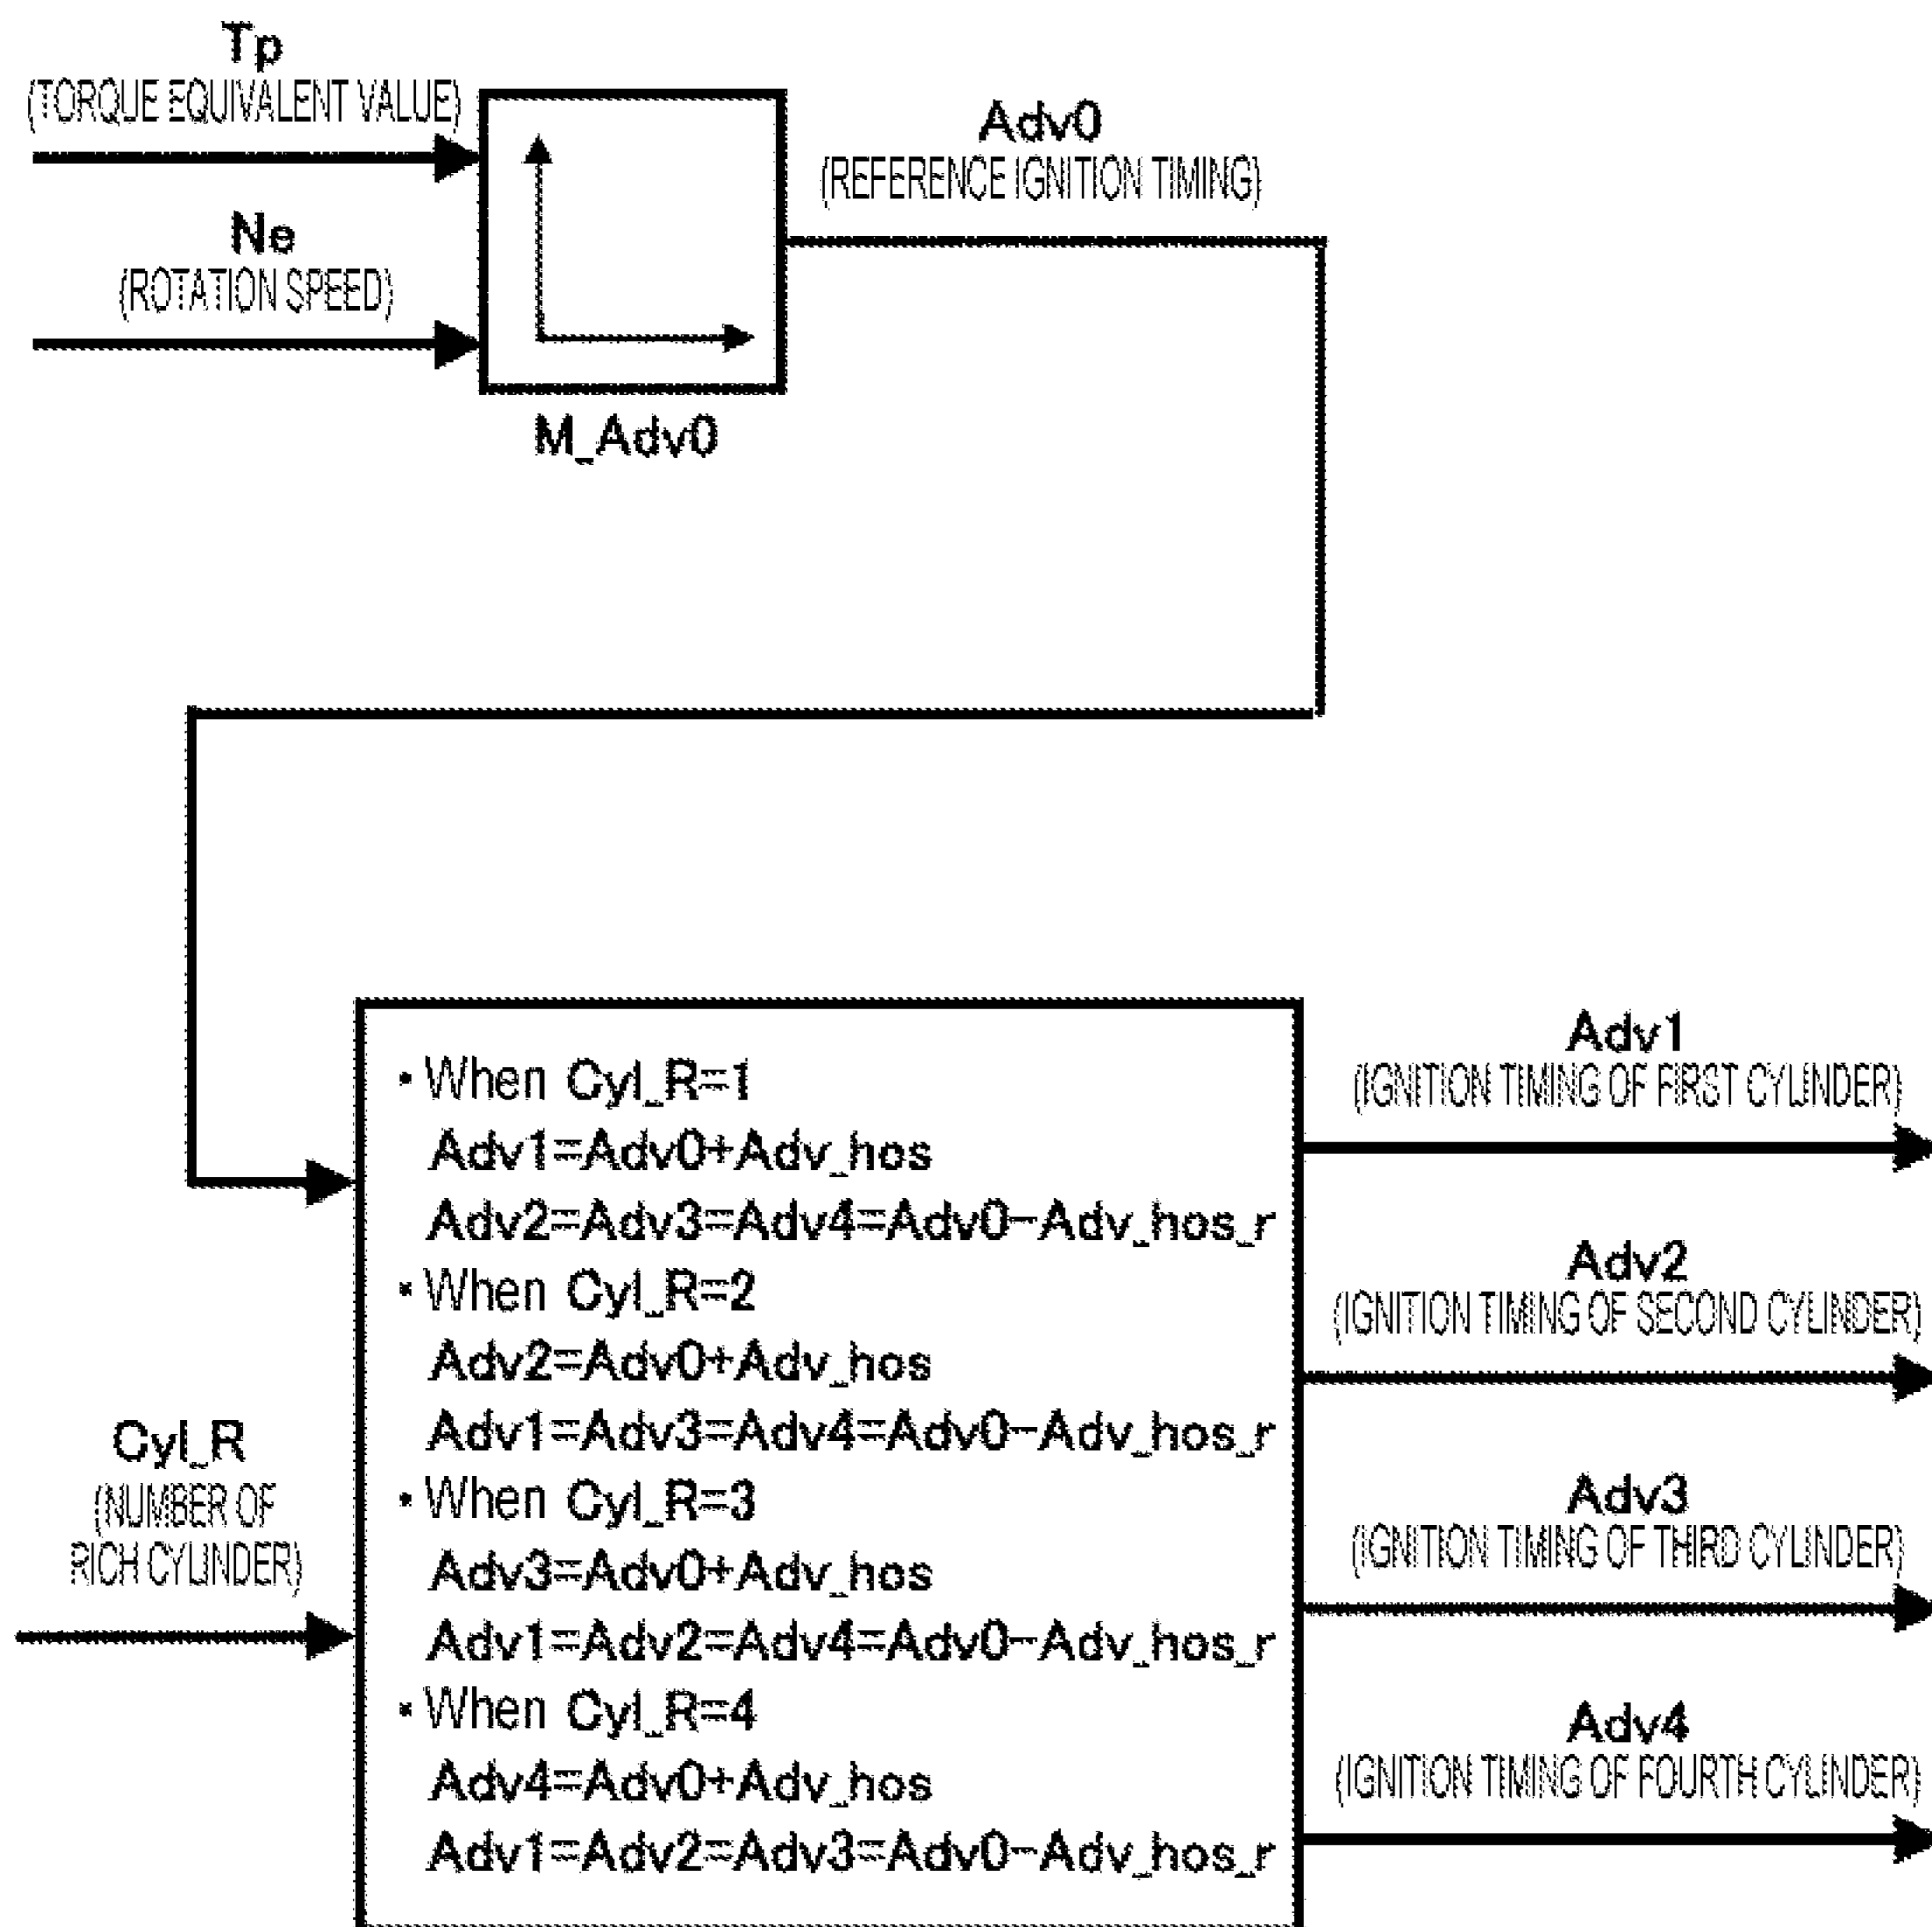 Tp
(TORQUE EQUIVALENT VALUE)
Ne
(ROTATION SPEED)
M_Adv0
Adv0
(REFERENCE IGNITION TIMING)
Cyl_R
(NUMBER OF
RICH CYLINDER)
・When Cyl_R=1
Adv1=Adv0+Adv_hos
Adv2=Adv3=Adv4=Adv0-Adv_hos_r
・When Cyl_R=2
Adv2=Adv0+Adv_hos
Adv1=Adv3=Adv4=Adv0-Adv_hos_r
・When Cyl_R=3
Adv3=Adv0+Adv_hos
Adv1=Adv2=Adv4=Adv0-Adv_hos_r
・When Cyl_R=4
Adv4=Adv0+Adv_hos
Adv1=Adv2=Adv3=Adv0-Adv_hos_r
Adv1
(IGNITION TIMING OF FIRST CYLINDER)
Adv2
(IGNITION TIMING OF SECOND CYLINDER)
Adv3
(IGNITION TIMING OF THIRD CYLINDER)
Adv4
(IGNITION TIMING OF FOURTH CYLINDER)